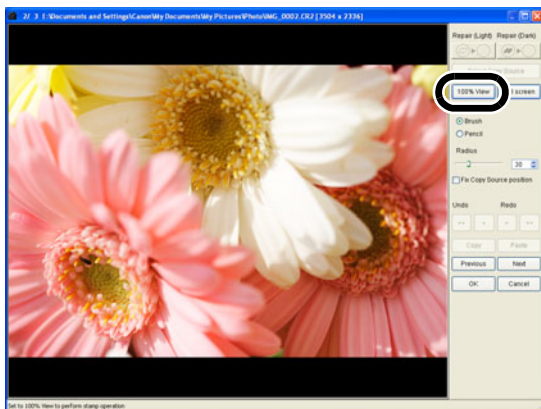 2/ 3 I:\Documents and Settings\Canon\My Documents\My Pictures\Photo\IMG_0002.CR2 [3504 x 2336]
Repair (Light) Repair (Dark)
100% View
screen
Brush
Pencil
Radius
30
Fix Copy Source position
Undo Redo
Copy Paste
Previous Next
OK Cancel
Set to 100% View to perform stamp operation